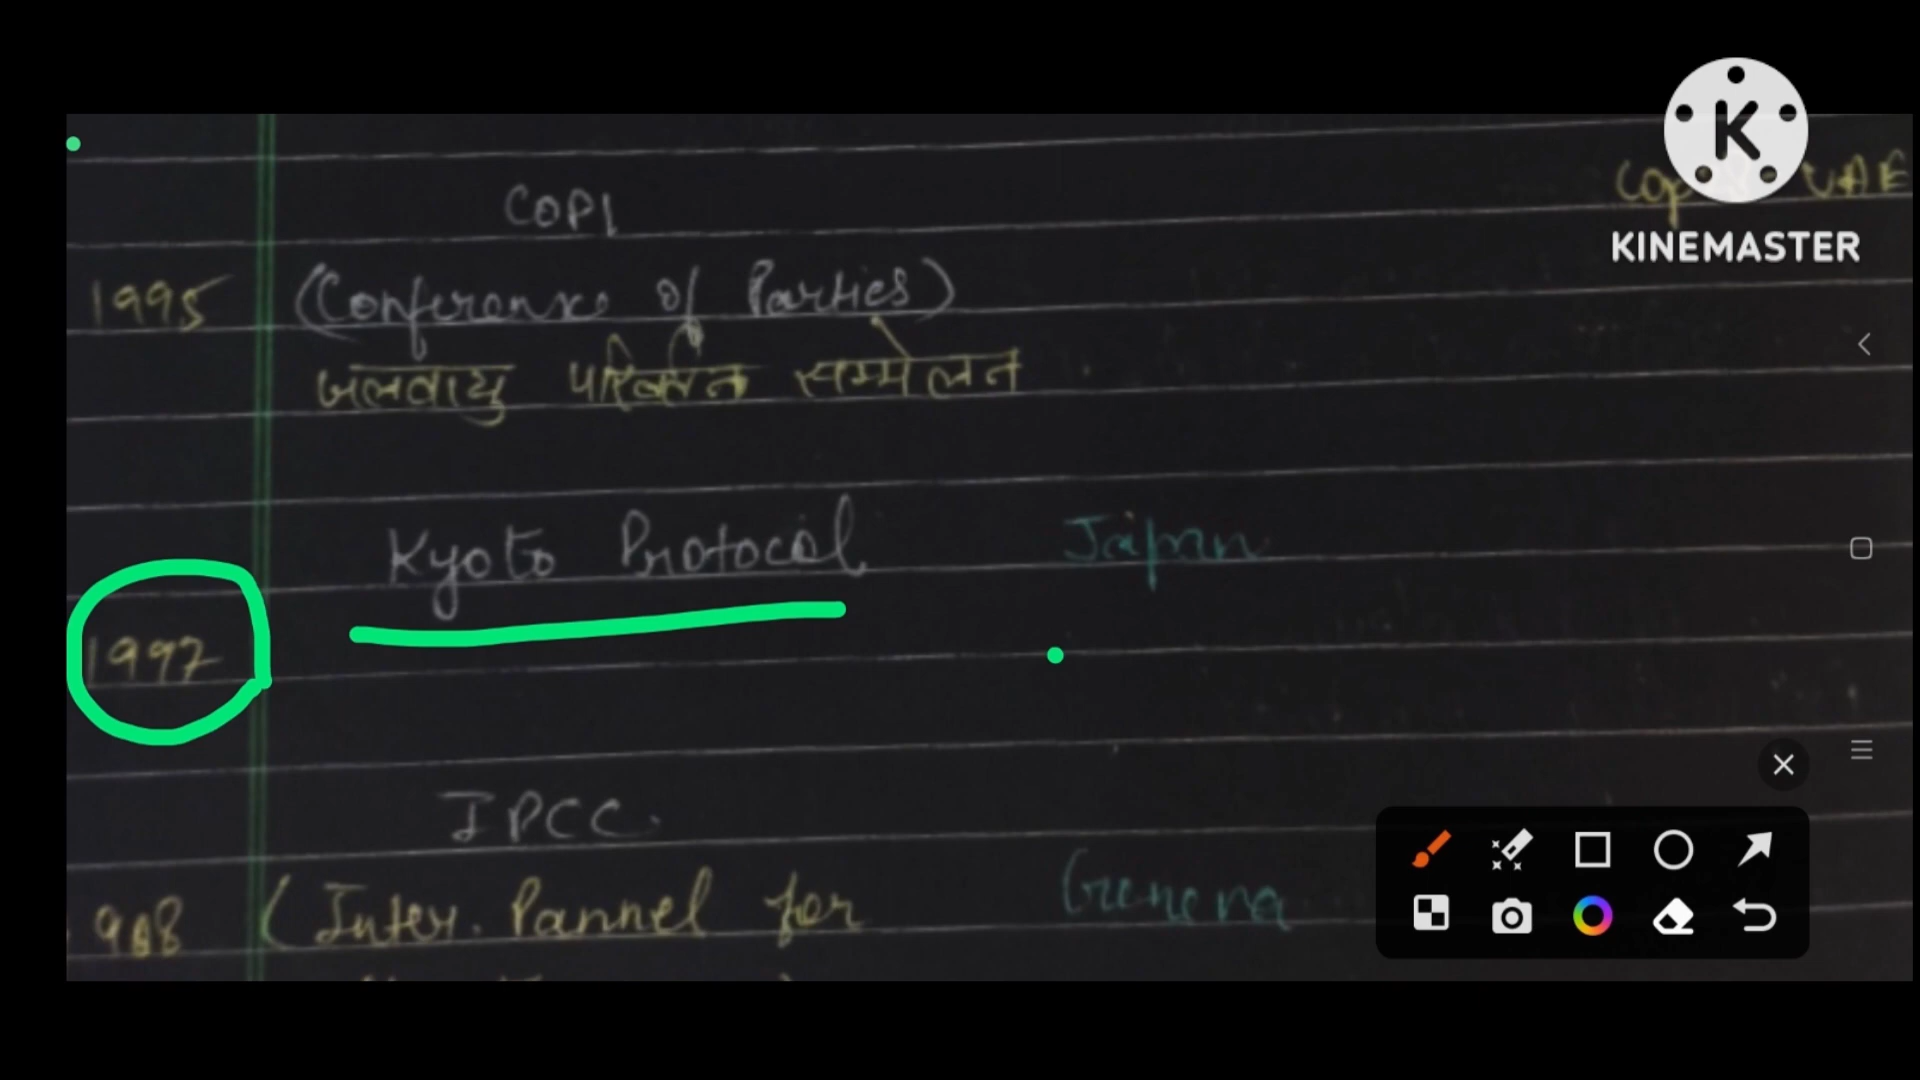 COP1
UAE
KINEMASTER
1995 (Conference of Parties)
जलवायु परिवर्तन सम्मेलन
Kyoto Protocol Japan
1997
IPCC.
(Inter. Pannel for Geneva